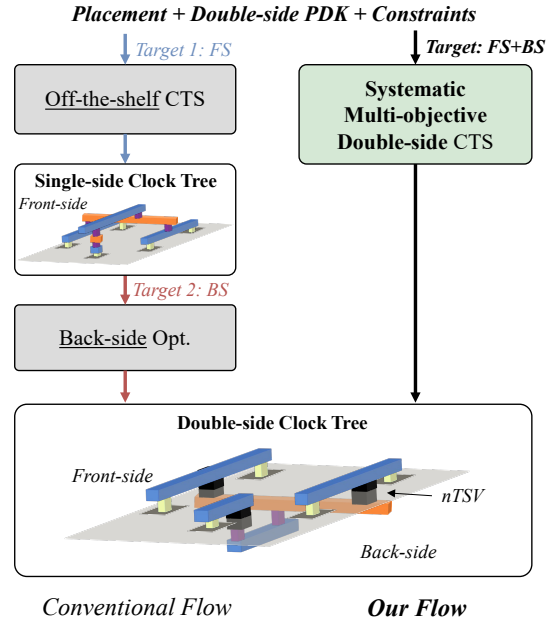 Placement + Double-side PDK + Constraints
Target 1: FS
Target: FS+BS
Off-the-shelf CTS
Systematic
Multi-objective
Double-side CTS
Single-side Clock Tree
Front-side
Target 2: BS
Back-side Opt.
Double-side Clock Tree
Front-side
nTSV
Back-side
Conventional Flow
Our Flow